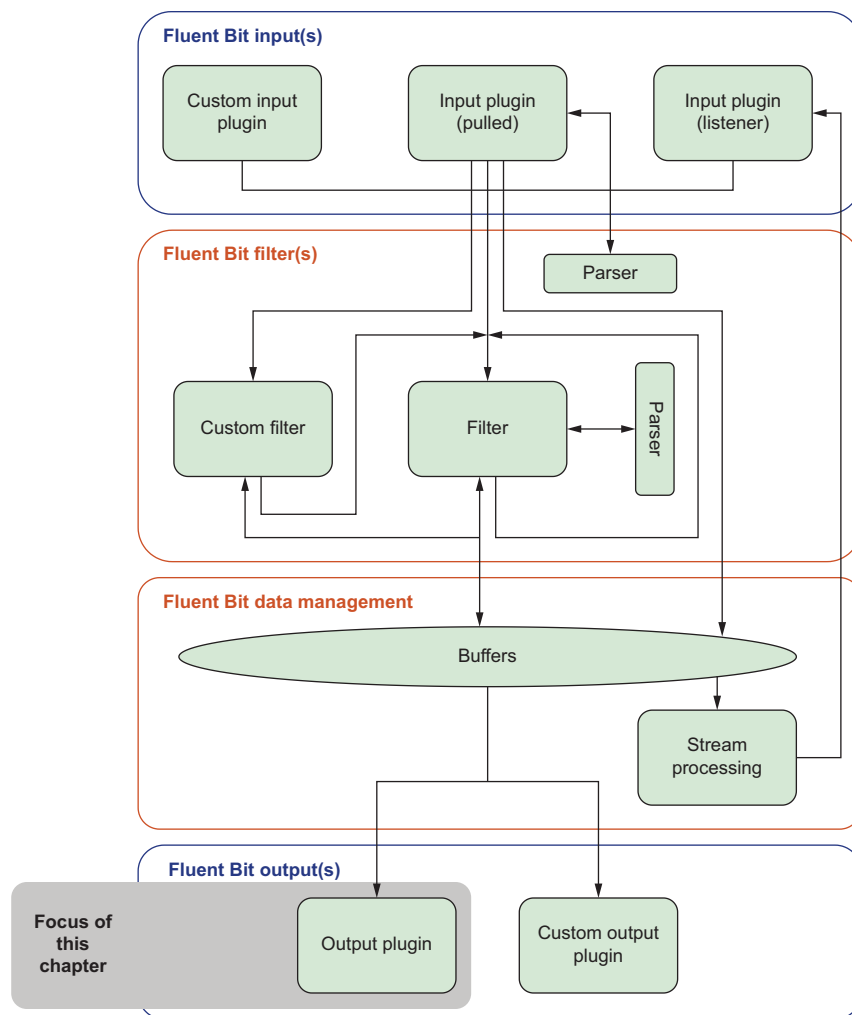 Fluent Bit input(s)
Custom input
plugin
Input plugin
(pulled)
Input plugin
(listener)
Fluent Bit filter(s)
Parser
Custom filter
Filter
Parser
Fluent Bit data management
Buffers
Stream
processing
Fluent Bit output(s)
Focus of
this
chapter
Output plugin
Custom output
plugin